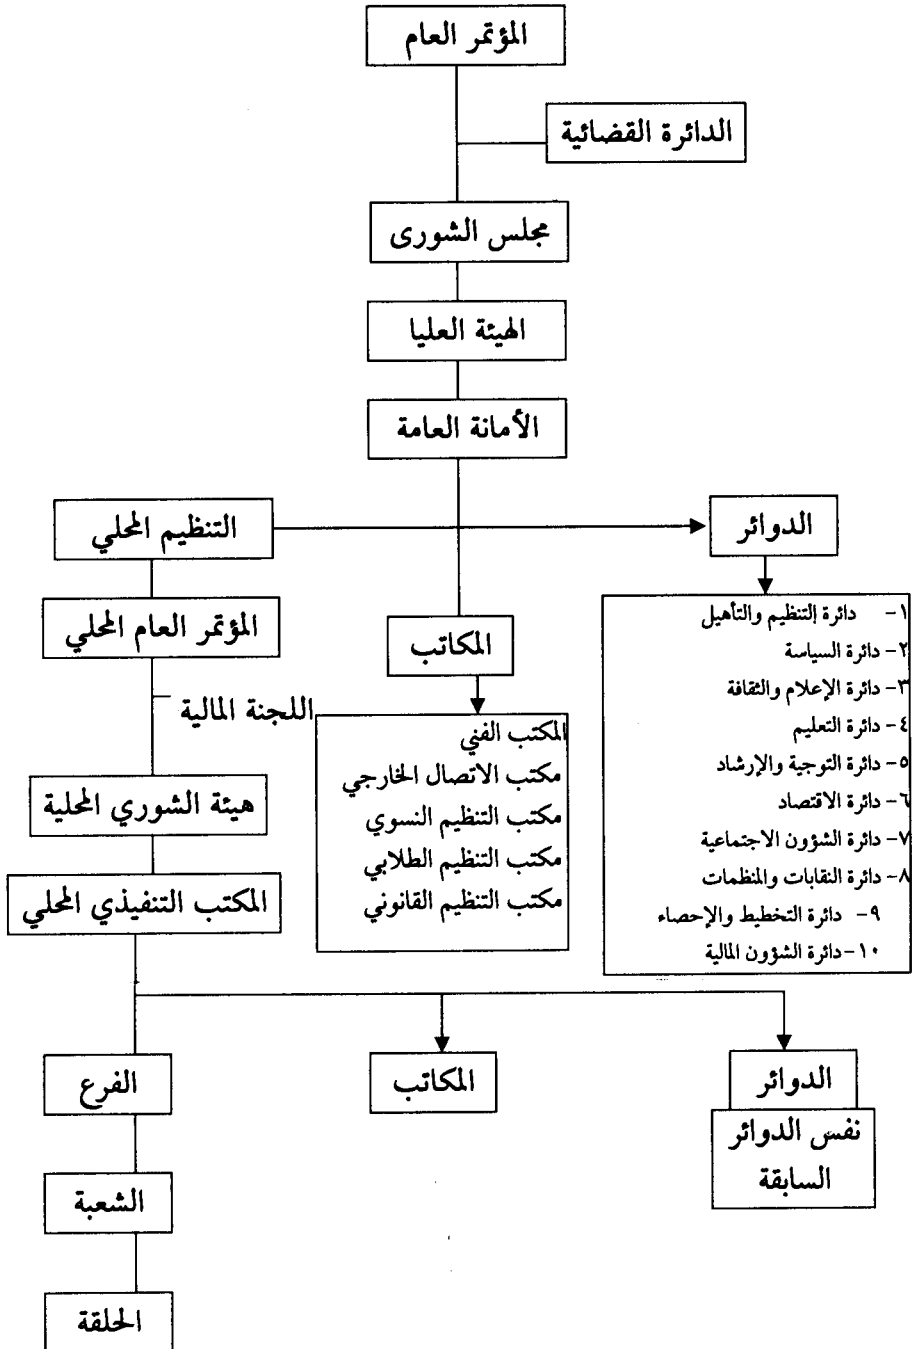 المؤتمر العام
الدائرة القضائية
مجلس الشورى
الهيئة العليا
الأمانة العامة
الدوائر
١- دائرة التنظيم والتأهيل
٢- دائرة السياسة
٣- دائرة الإعلام والثقافة
٤- دائرة التعليم
٥- دائرة التوجية والإرشاد
٦- دائرة الاقتصاد
٧- دائرة الشؤون الاجتماعية
٨- دائرة النقابات والمنظمات
٩- دائرة التخطيط والإحصاء
١٠-دائرة الشؤون المالية
المكاتب
المكتب الفني
مكتب الاتصال الخارجي
مكتب التنظيم النسوي
مكتب التنظيم الطلابي
مكتب التنظيم القانوني
التنظيم المحلي
المؤتمر العام المحلي
اللجنة المالية
هيئة الشوري المحلية
المكتب التنفيذي المحلي
الدوائر
نفس الدوائر
السابقة
المكاتب
الفرع
الشعبة
الحلقة